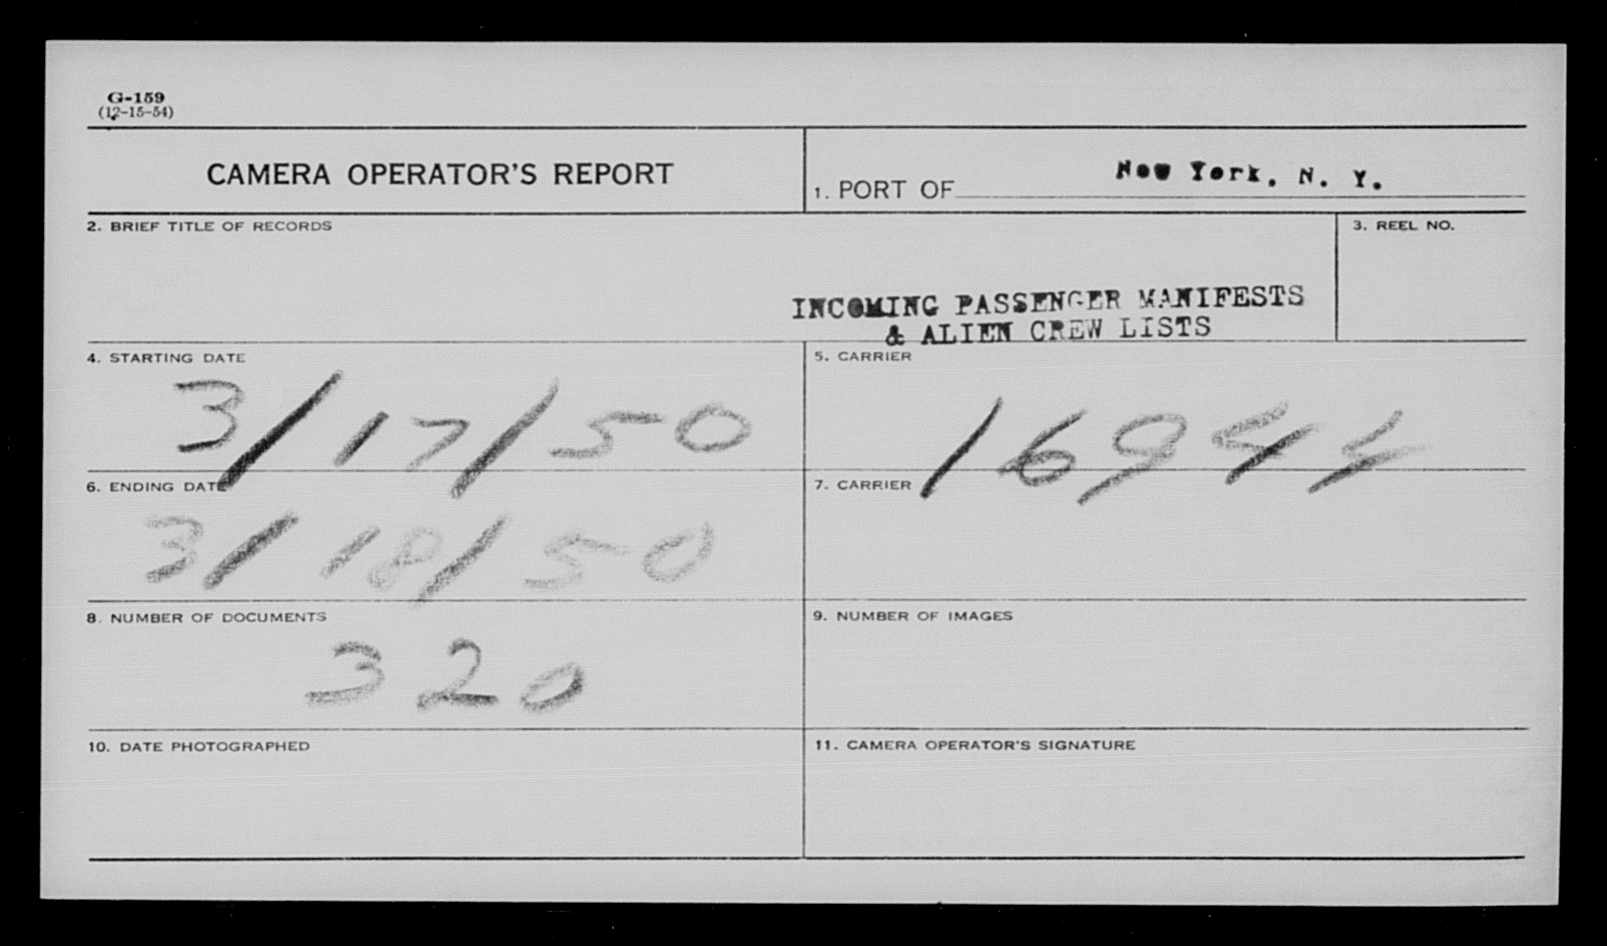 G-159
(12-15-54)
CAMERA OPERATOR'S REPORT
1. PORT OF New York, N. Y.
2. BRIEF TITLE OF RECORDS
3. REEL NO.
INCOMING PASSENGER MANIFESTS
& ALIEN CREW LISTS
4. STARTING DATE
3/17/50
5. CARRIER
16944
6. ENDING DATE
3/18/50
7. CARRIER
8. NUMBER OF DOCUMENTS
320
9. NUMBER OF IMAGES
10. DATE PHOTOGRAPHED
11. CAMERA OPERATOR'S SIGNATURE